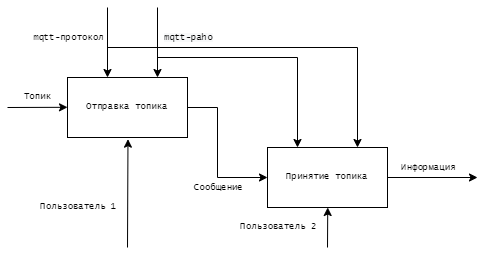 mqtt-протокол
mqtt-paho
Топик
Отправка топика
Информация
Принятие топика
Сообщение
Пользователь 1
Пользователь 2